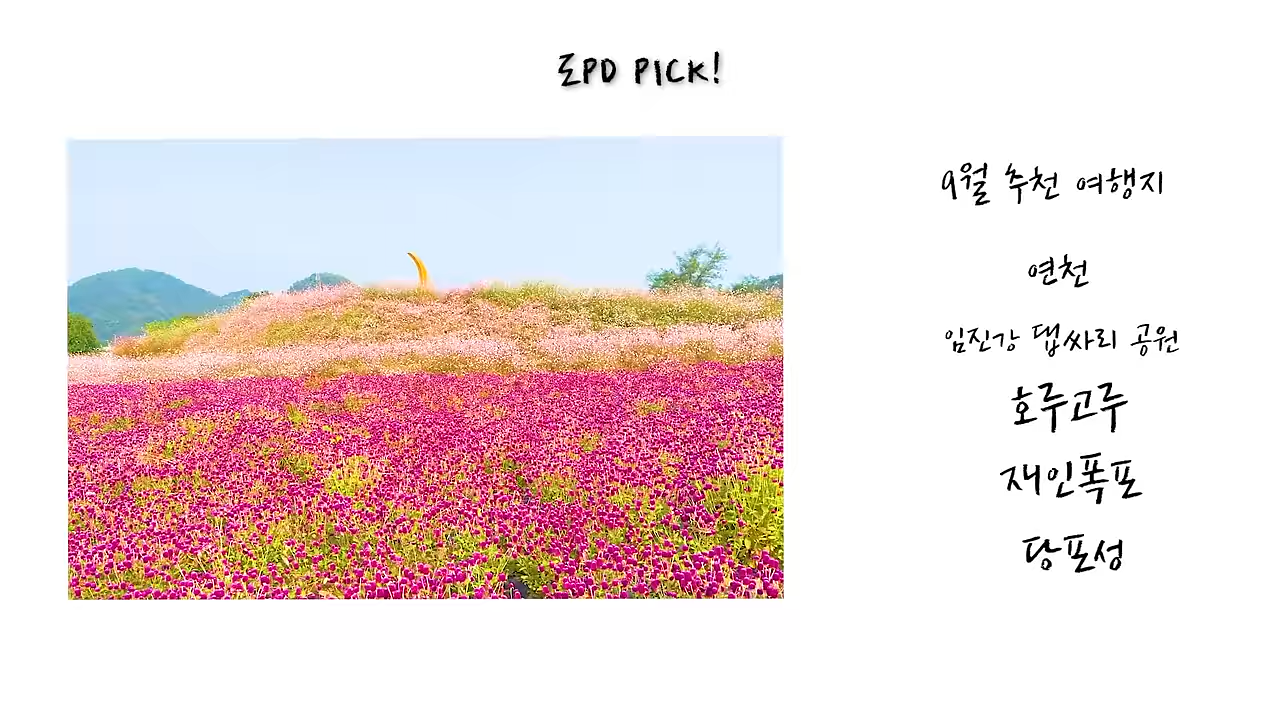 토PD PICK!
9월 추천 여행지
연천
임진강 댑싸리 공원
호루고루
재인폭포
당포성